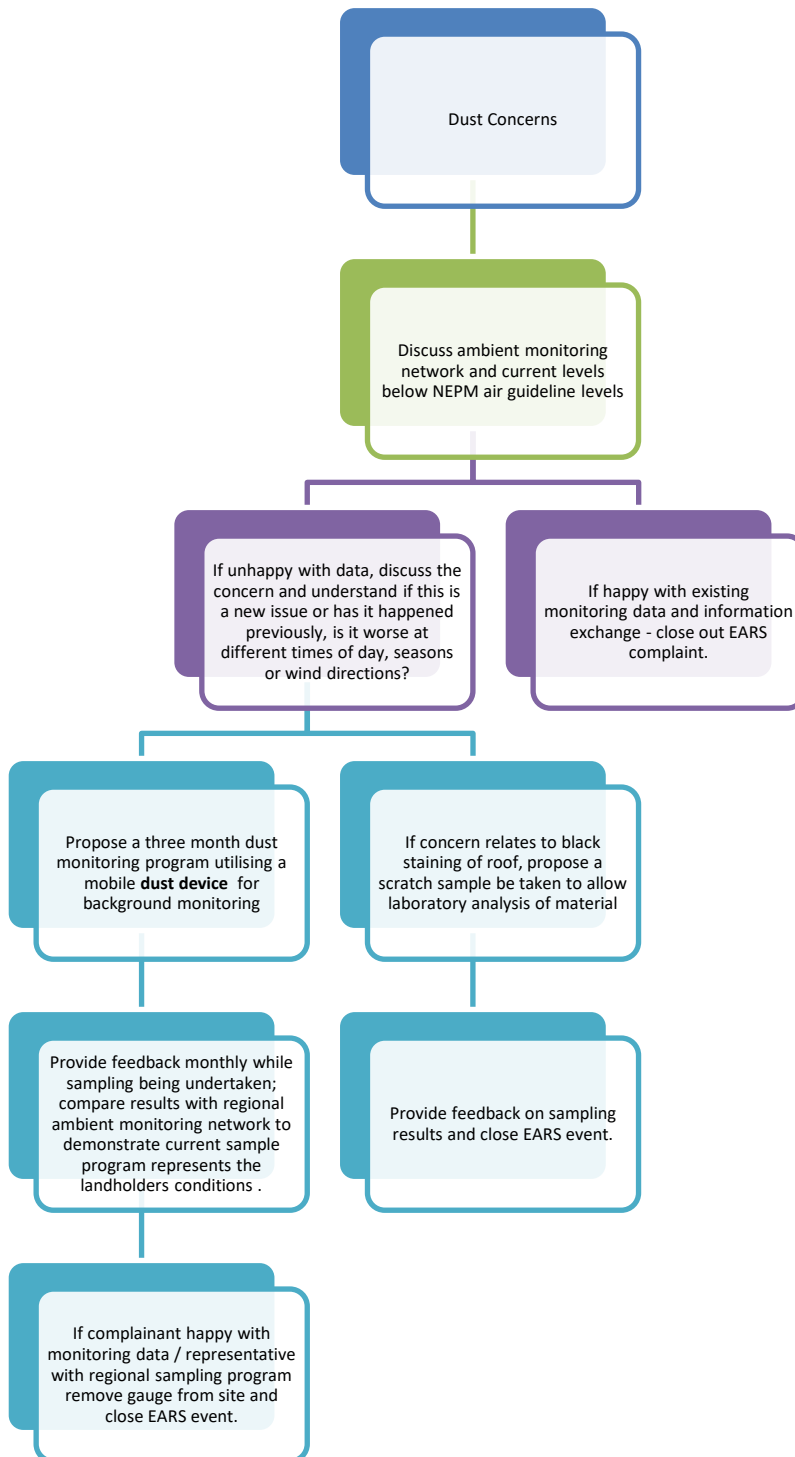 Dust Concerns
Discuss ambient monitoring
network and current levels
below NEPM air guideline levels
If unhappy with data, discuss the
concern and understand if this is
a new issue or has it happened
previously, is it worse at
different times of day, seasons
or wind directions?
If happy with existing
monitoring data and information
exchange - close out EARS
complaint.
Propose a three month dust
monitoring program utilising a
mobile dust device for
background monitoring
If concern relates to black
staining of roof, propose a
scratch sample be taken to allow
laboratory analysis of material
Provide feedback monthly while
sampling being undertaken;
compare results with regional
ambient monitoring network to
demonstrate current sample
program represents the
landholders conditions .
Provide feedback on sampling
results and close EARS event.
If complainant happy with
monitoring data / representative
with regional sampling program
remove gauge from site and
close EARS event.